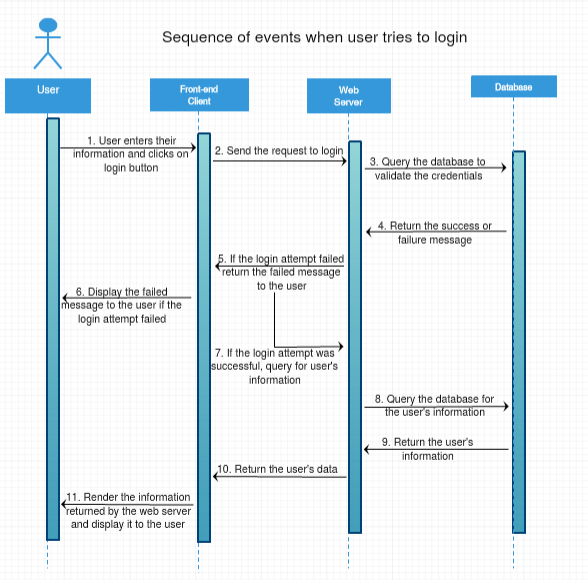 Sequence of events when user tries to login
User
Front-end
Client
Web
Server
Database
1. User enters their
information and clicks on
login button
2. Send the request to login
3. Query the database to
validate the credentials
4. Return the success or
failure message
5. If the login attempt failed
return the failed message
to the user
6. Display the failed
message to the user if the
login attempt failed
7. If the login attempt was
successful, query for user's
information
8. Query the database for
the user's information
9. Return the user's
information
10. Return the user's data
11. Render the information
returned by the web server
and display it to the user